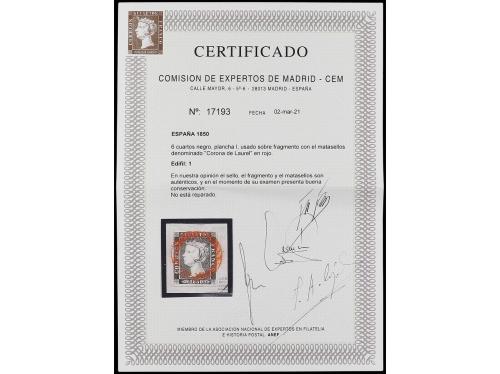 CERTIFICADO
COMISION DE EXPERTOS DE MADRID - CEM
CALLE MAYOR, 6 - 5º-6 - 28013 MADRID - ESPAÑA
Nº: 17193 FECHA 02-mar-21
ESPAÑA 1850
6 cuartos negro, plancha I, usado sobre fragmento con el matasellos
denominado "Corona de Laurel" en rojo.
Edifil: 1
En nuestra opinión el sello, el fragmento y el matasellos son
auténticos, y en el momento de su examen presenta buena
conservación.
No está reparado.
MIEMBRO DE LA ASOCIACION NACIONAL DE EXPERTOS EN FILATELIA
E HISTORIA POSTAL. ANEF